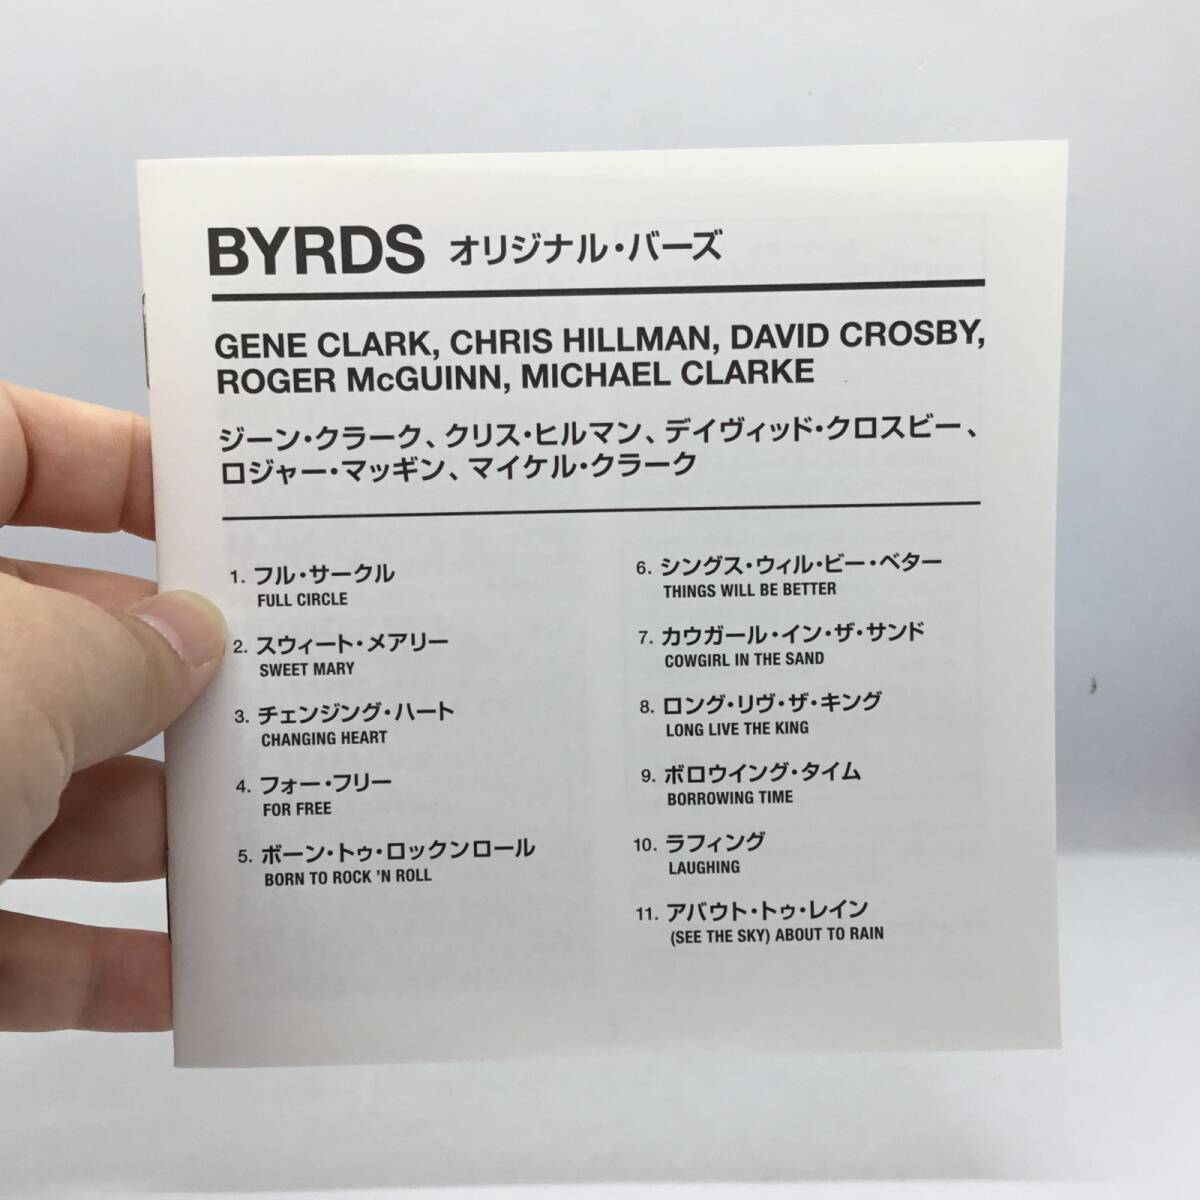 BYRDS オリジナル・バーズ
GENE CLARK, CHRIS HILLMAN, DAVID CROSBY,
ROGER McGUINN, MICHAEL CLARKE
ジーン・クラーク、クリス・ヒルマン、デイヴィッド・クロスビー、
ロジャー・マッギン、マイケル・クラーク
1. フル・サークル
FULL CIRCLE
2. スウィート・メアリー
SWEET MARY
3. チェンジング・ハート
CHANGING HEART
4. フォー・フリー
FOR FREE
5. ボーン・トゥ・ロックンロール
BORN TO ROCK 'N ROLL
6. シングス・ウィル・ビー・ベター
THINGS WILL BE BETTER
7. カウガール・イン・ザ・サンド
COWGIRL IN THE SAND
8. ロング・リヴ・ザ・キング
LONG LIVE THE KING
9. ボロウイング・タイム
BORROWING TIME
10. ラフィング
LAUGHING
11. アバウト・トゥ・レイン
(SEE THE SKY) ABOUT TO RAIN